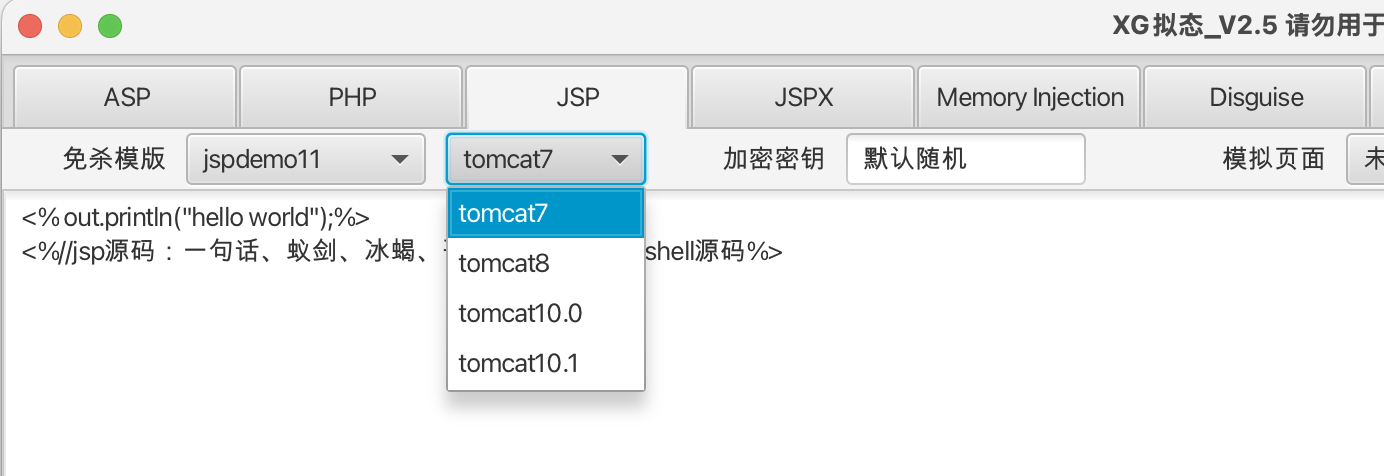 XG拟态_V2.5 请勿用于
ASP PHP JSP JSPX Memory Injection Disguise
免杀模版 jspdemo11 tomcat7 加密密钥 默认随机 模拟页面 未
<% out.println("hello world");%>
<%//jsp源码：一句话、蚁剑、冰蝎、 shell源码%>
tomcat7
tomcat8
tomcat10.0
tomcat10.1